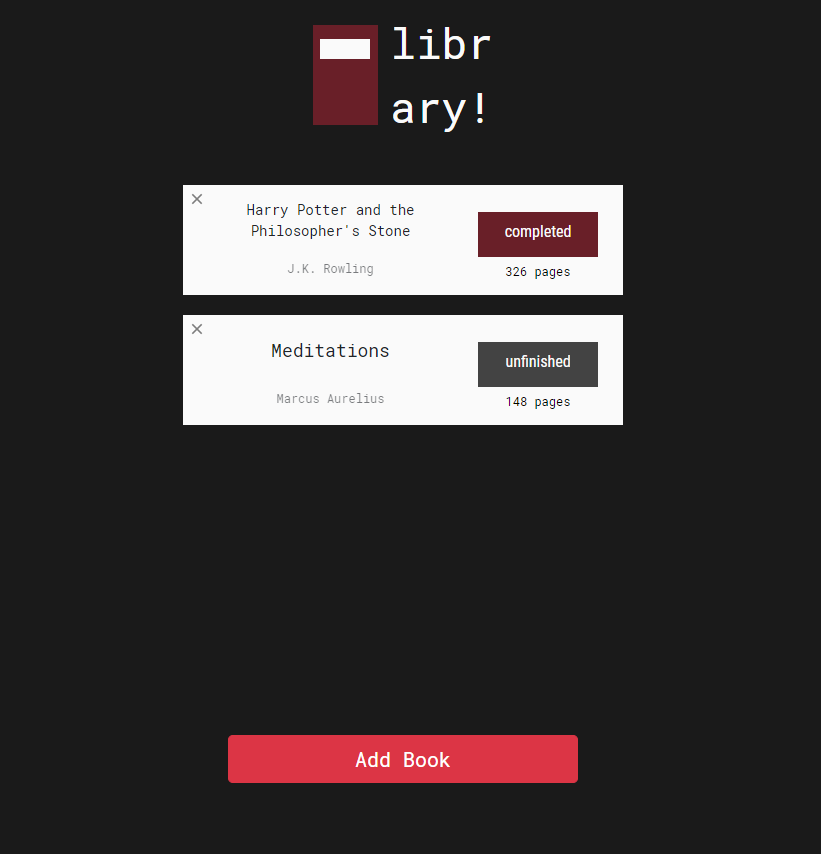 libr
ary!
Harry Potter and the
Philosopher's Stone
J.K. Rowling
completed
326 pages
Meditations
Marcus Aurelius
unfinished
148 pages
Add Book